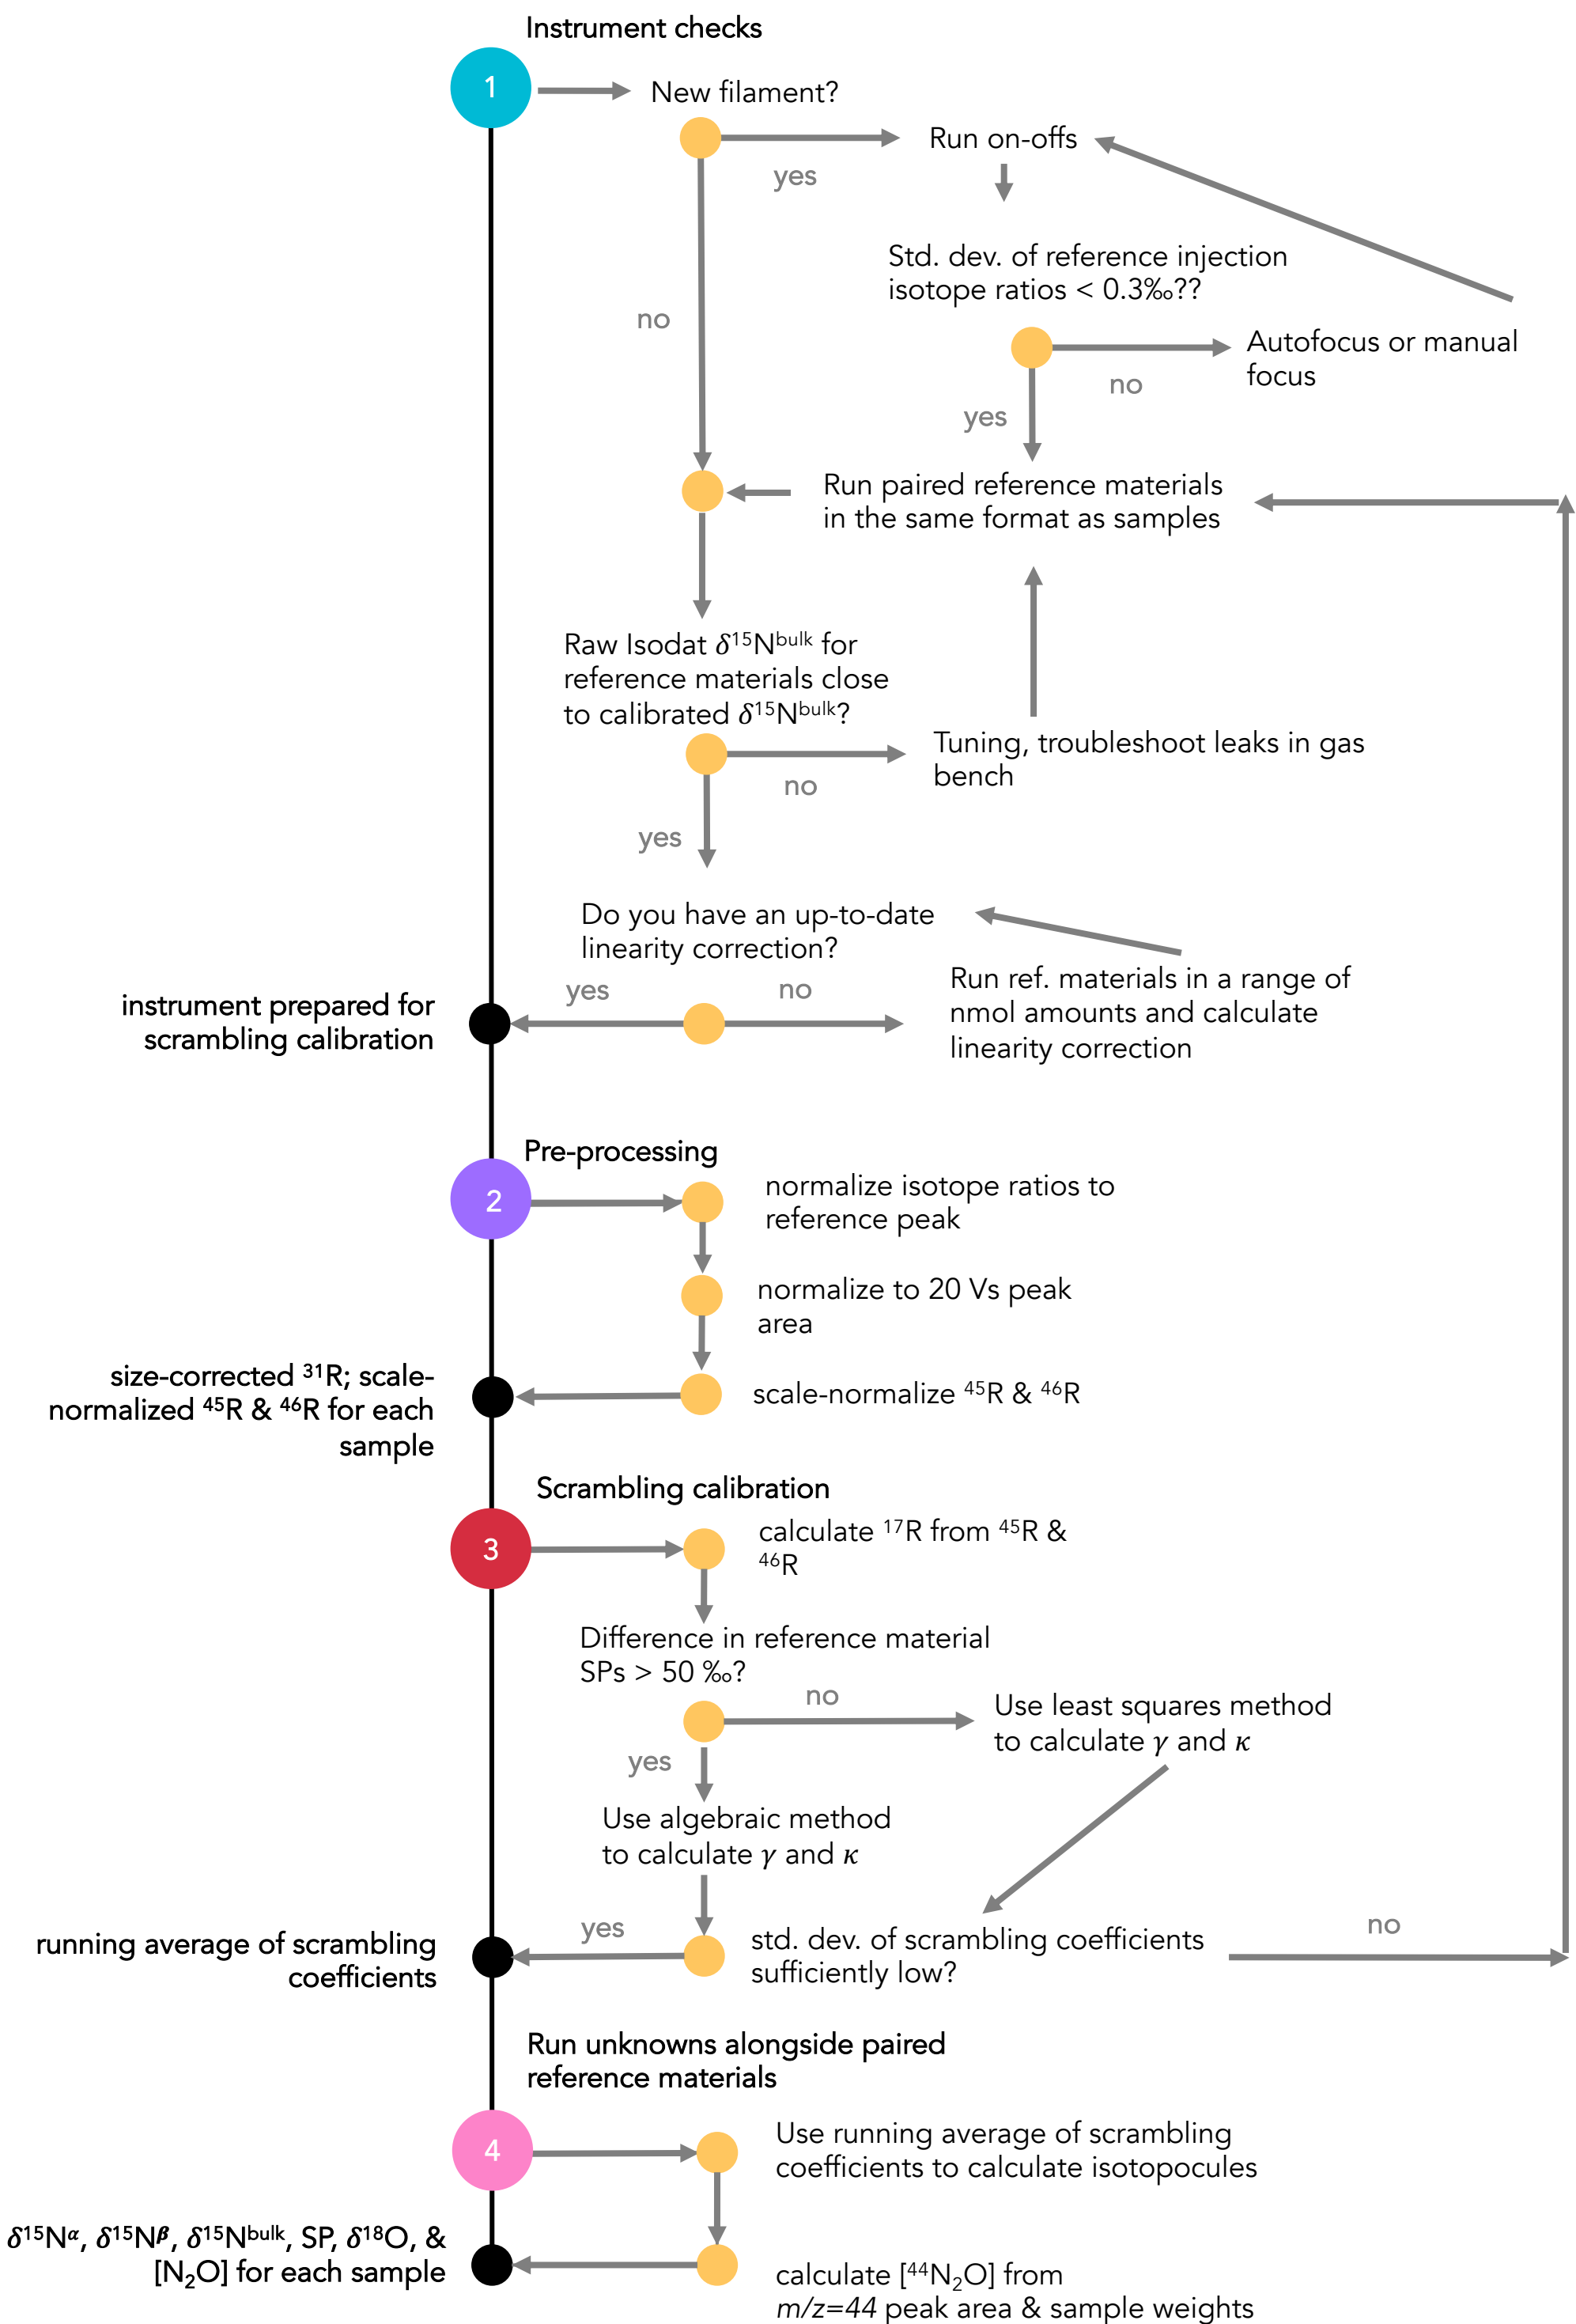 Instrument checks
1
New filament?
Run on-offs
yes
Std. dev. of reference injection
isotope ratios < 0.3‰??
no
Autofocus or manual
focus
no
yes
Run paired reference materials
in the same format as samples
Raw Isodat δ¹⁵Nᵇᵘˡᵏ for
reference materials close
to calibrated δ¹⁵Nᵇᵘˡᵏ?
Tuning, troubleshoot leaks in gas
bench
no
yes
Do you have an up-to-date
linearity correction?
Run ref. materials in a range of
nmol amounts and calculate
linearity correction
yes
no
instrument prepared for
scrambling calibration
Pre-processing
2
normalize isotope ratios to
reference peak
normalize to 20 Vs peak
area
scale-normalize ⁴⁵R & ⁴⁶R
size-corrected ³¹R; scale-
normalized ⁴⁵R & ⁴⁶R for each
sample
Scrambling calibration
3
calculate ¹⁷R from ⁴⁵R &
⁴⁶R
Difference in reference material
SPs > 50 ‰?
no
Use least squares method
to calculate γ and κ
yes
Use algebraic method
to calculate γ and κ
yes
std. dev. of scrambling coefficients
sufficiently low?
no
running average of scrambling
coefficients
Run unknowns alongside paired
reference materials
4
Use running average of scrambling
coefficients to calculate isotopocules
δ¹⁵Nᵅ, δ¹⁵Nᵝ, δ¹⁵Nᵇᵘˡᵏ, SP, δ¹⁸O, &
[N₂O] for each sample
calculate [⁴⁴N₂O] from
m/z=44 peak area & sample weights